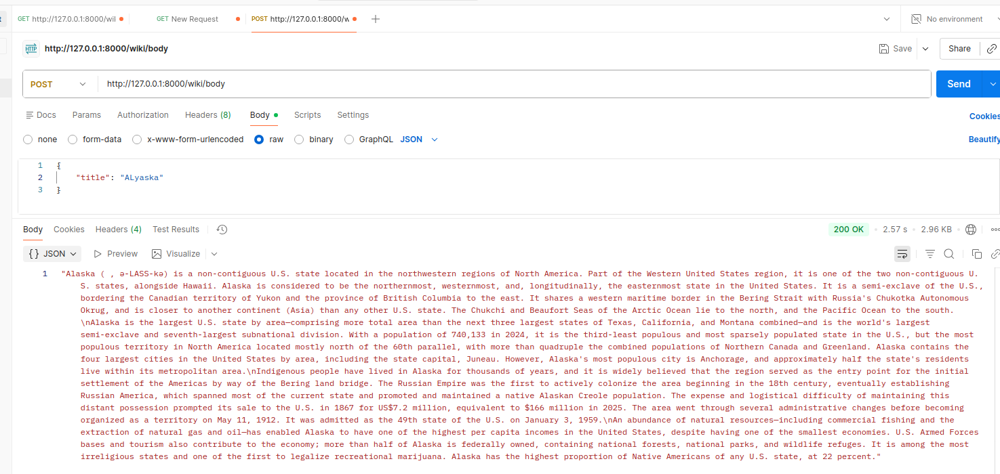 GET http://127.0.0.1:8000/wil
GET New Request
POST http://127.0.0.1:8000/w
No environment
HTTP http://127.0.0.1:8000/wiki/body
Save
Share
POST http://127.0.0.1:8000/wiki/body
Send
Docs Params Authorization Headers (8) Body Scripts Settings
Cookies
none form-data x-www-form-urlencoded raw binary GraphQL JSON
Beautify
1 {
2 "title": "ALyaska"
3 }
Body Cookies Headers (4) Test Results
200 OK • 2.57 s • 2.96 KB
{} JSON Preview Visualize
1 "Alaska ( , ə-LASS-kə) is a non-contiguous U.S. state located in the northwestern regions of North America. Part of the Western United States region, it is one of the two non-contiguous U.
S. states, alongside Hawaii. Alaska is considered to be the northernmost, westernmost, and, longitudinally, the easternmost state in the United States. It is a semi-exclave of the U.S.,
bordering the Canadian territory of Yukon and the province of British Columbia to the east. It shares a western maritime border in the Bering Strait with Russia's Chukotka Autonomous
Okrug, and is closer to another continent (Asia) than any other U.S. state. The Chukchi and Beaufort Seas of the Arctic Ocean lie to the north, and the Pacific Ocean to the south.
\nAlaska is the largest U.S. state by area—comprising more total area than the next three largest states of Texas, California, and Montana combined—and is the world's largest
semi-exclave and seventh-largest subnational division. With a population of 740,133 in 2024, it is the third-least populous and most sparsely populated state in the U.S., but the most
populous territory in North America located mostly north of the 60th parallel, with more than quadruple the combined populations of Northern Canada and Greenland. Alaska contains the
four largest cities in the United States by area, including the state capital, Juneau. However, Alaska's most populous city is Anchorage, and approximately half the state's residents
live within its metropolitan area.\nIndigenous people have lived in Alaska for thousands of years, and it is widely believed that the region served as the entry point for the initial
settlement of the Americas by way of the Bering land bridge. The Russian Empire was the first to actively colonize the area beginning in the 18th century, eventually establishing
Russian America, which spanned most of the current state and promoted and maintained a native Alaskan Creole population. The expense and logistical difficulty of maintaining this
distant possession prompted its sale to the U.S. in 1867 for US$7.2 million, equivalent to $166 million in 2025. The area went through several administrative changes before becoming
organized as a territory on May 11, 1912. It was admitted as the 49th state of the U.S. on January 3, 1959.\nAn abundance of natural resources—including commercial fishing and the
extraction of natural gas and oil—has enabled Alaska to have one of the highest per capita incomes in the United States, despite having one of the smallest economies. U.S. Armed Forces
bases and tourism also contribute to the economy; more than half of Alaska is federally owned, containing national forests, national parks, and wildlife refuges. It is among the most
irreligious states and one of the first to legalize recreational marijuana. Alaska has the highest proportion of Native Americans of any U.S. state, at 22 percent."